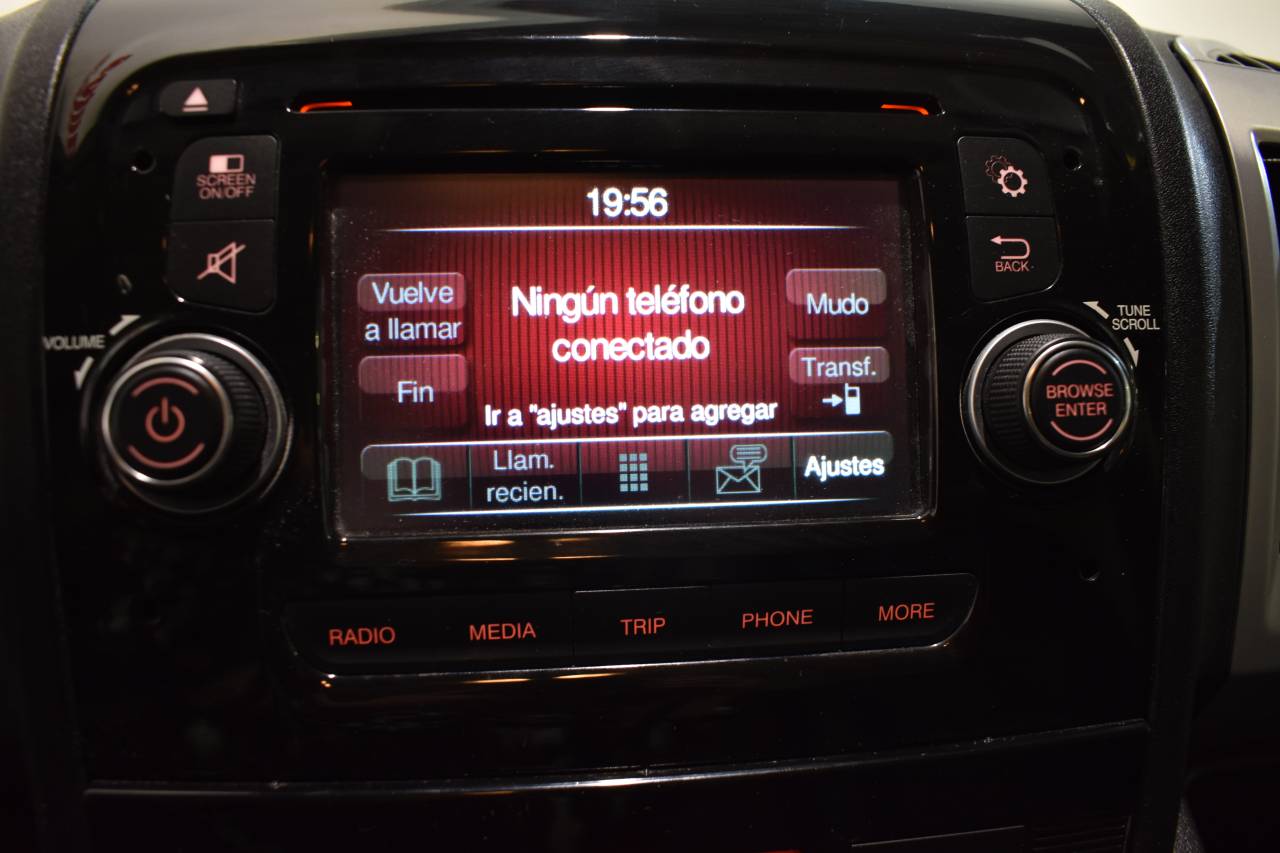 SCREEN
ON/OFF
19:56
Vuelve
a llamar
Fin
Ningún teléfono
conectado
Ir a "ajustes" para agregar
Mudo
Transf.
Llam.
recien.
Ajustes
BACK
VOLUME
TUNE
SCROLL
BROWSE
ENTER
RADIO
MEDIA
TRIP
PHONE
MORE